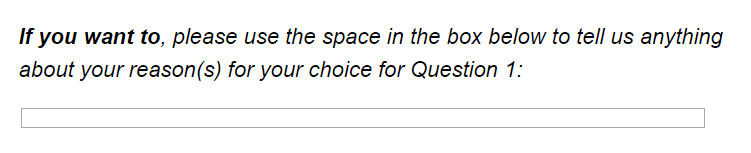 If you want to, please use the space in the box below to tell us anything
about your reason(s) for your choice for Question 1: